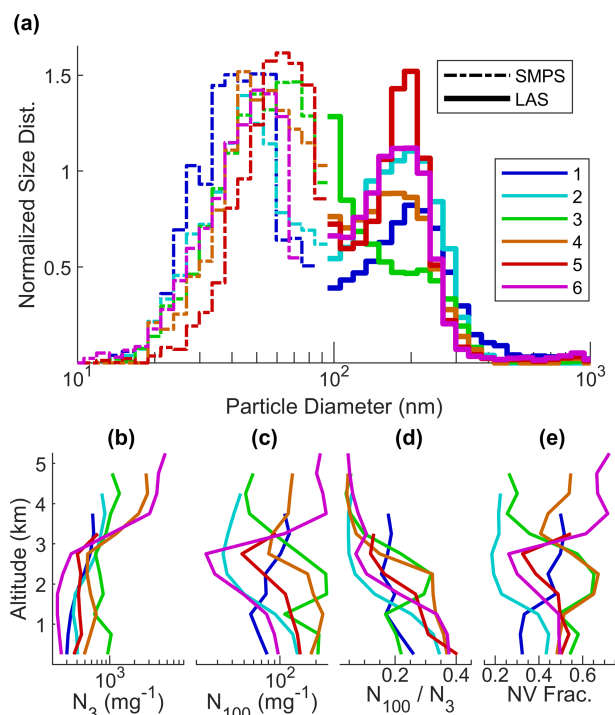 (a)
Normalized Size Dist.
1.5
1
0.5
SMPS
LAS
1
2
3
4
5
6
10^1
10^2
10^3
Particle Diameter (nm)
(b)
(c)
(d)
(e)
Altitude (km)
5
4
3
2
1
10^3
10^2
0
0.2
0.4
0.2
0.4
0.6
N_3 (mg^-1)
N_100 (mg^-1)
N_100 / N_3
NV Frac.